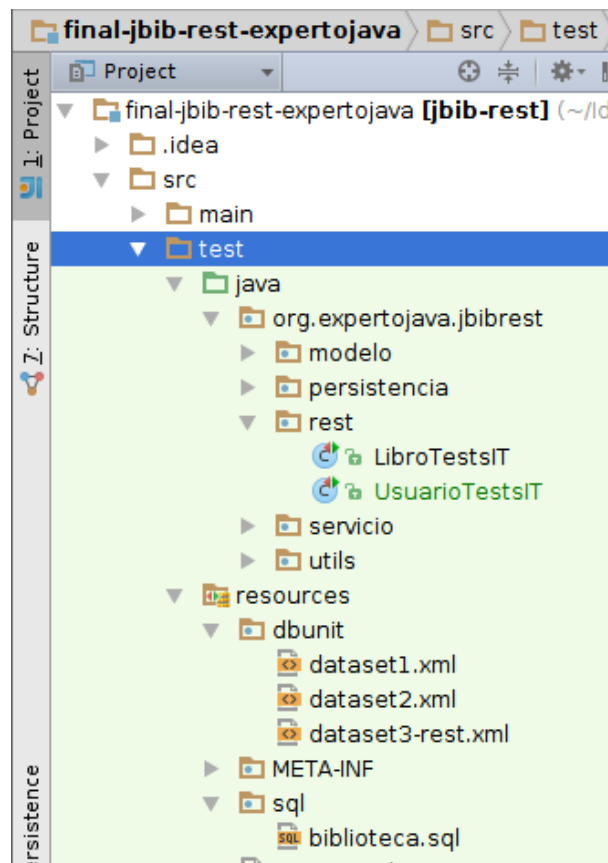 final-jbib-rest-expertojava src test
Project
final-jbib-rest-expertojava [jbib-rest] (~/Id
.idea
src
main
test
java
org.expertojava.jbibrest
modelo
persistencia
rest
LibroTestsIT
UsuarioTestsIT
servicio
utils
resources
dbunit
dataset1.xml
dataset2.xml
dataset3-rest.xml
META-INF
sql
biblioteca.sql
1: Project
7: Structure
ersistence